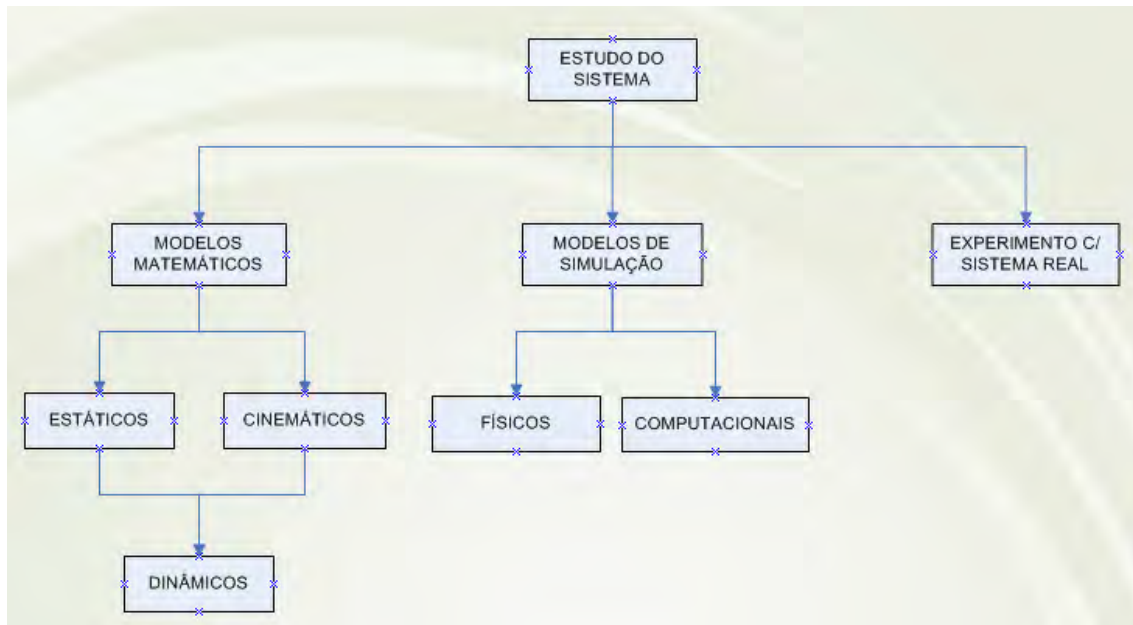 ESTUDO DO
SISTEMA
MODELOS
MATEMÁTICOS
MODELOS DE
SIMULAÇÃO
EXPERIMENTO C/
SISTEMA REAL
ESTÁTICOS
CINEMÁTICOS
FÍSICOS
COMPUTACIONAIS
DINÂMICOS